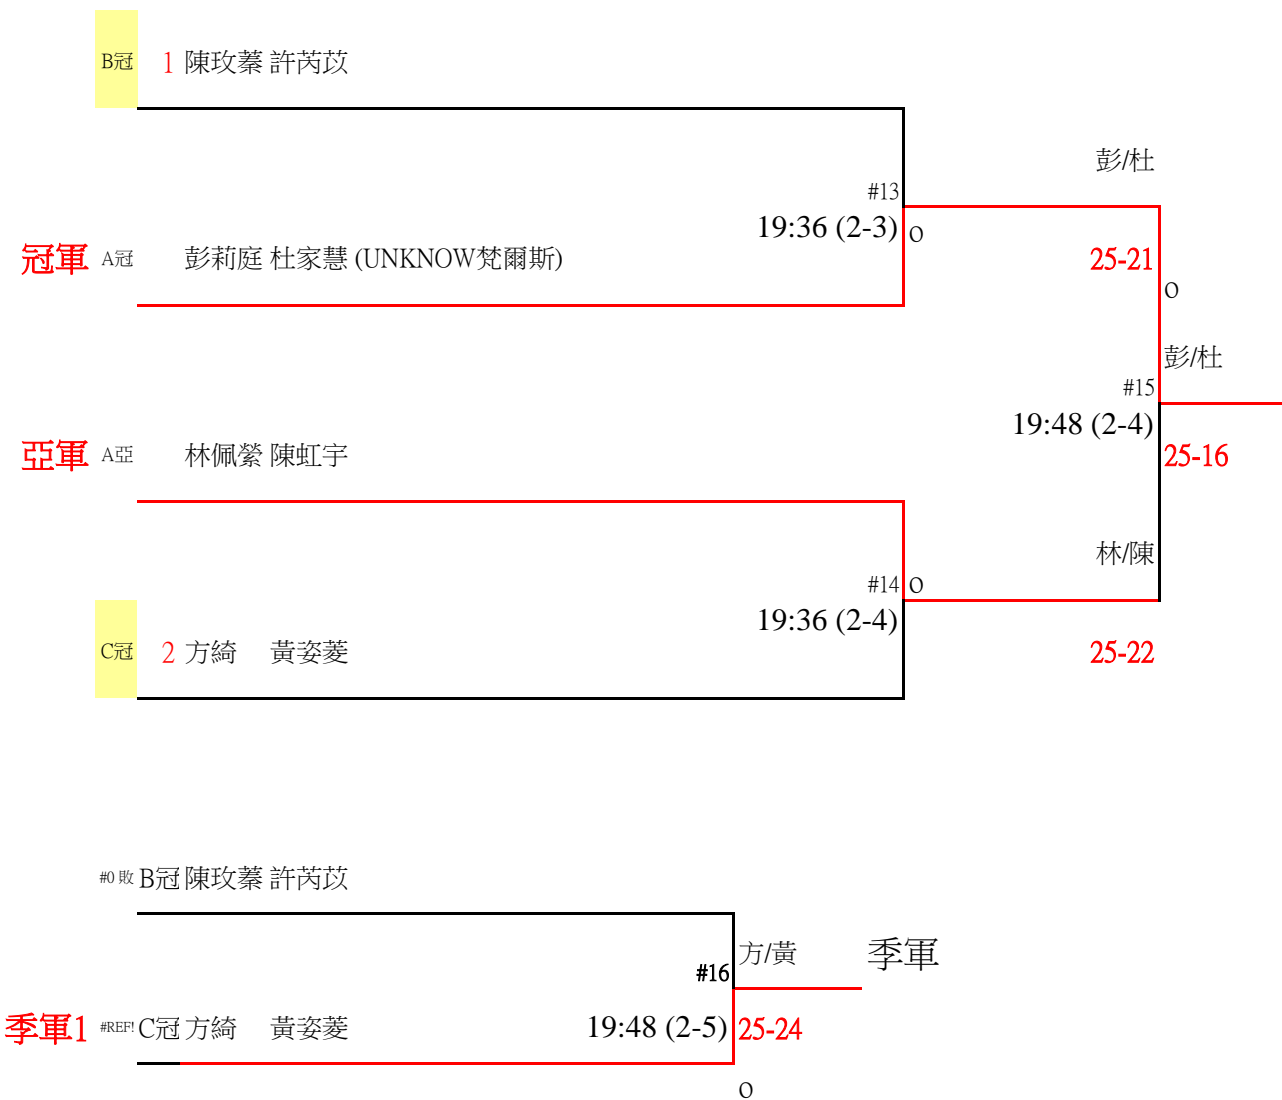 B冠 1 陳玫蓁 許芮苡
彭/杜
#13
19:36 (2-3) O
冠軍 A冠 彭莉庭 杜家慧 (UNKNOW梵爾斯) 25-21
O
彭/杜
#15
19:48 (2-4)
亞軍 A亞 林佩縈 陳虹宇 25-16
林/陳
#14 O
19:36 (2-4)
C冠 2 方綺 黃姿菱 25-22
#0 敗 B冠 陳玫蓁 許芮苡
方/黃 季軍
#16
季軍1 #REF! C冠 方綺 黃姿菱 19:48 (2-5) 25-24
O